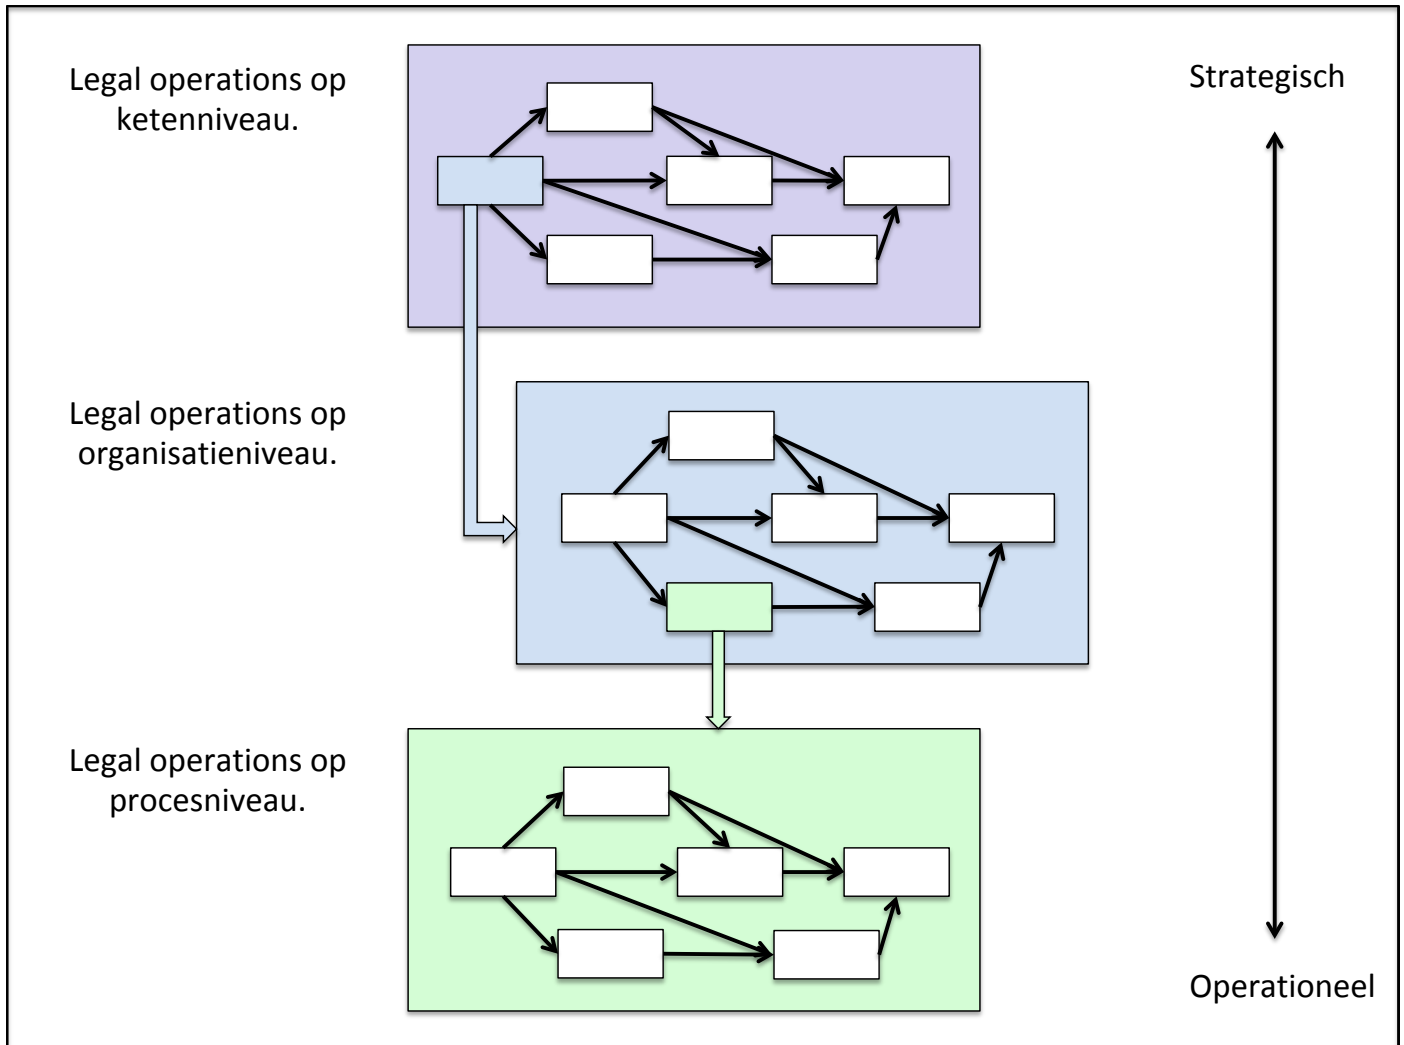 Legal operations op
ketenniveau.
Strategisch
Legal operations op
organisatieniveau.
Legal operations op
procesniveau.
Operationeel